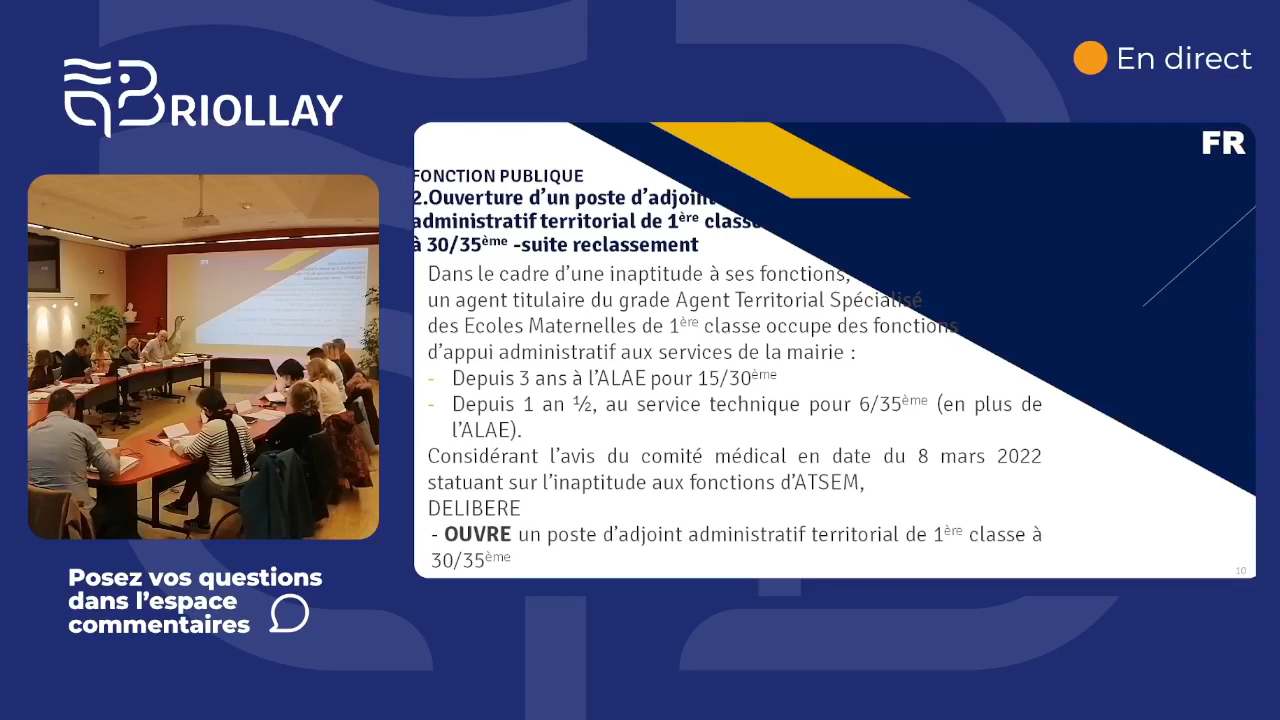 BRIOLLAY
En direct
FR
FONCTION PUBLIQUE
2.Ouverture d'un poste d'adjoint
administratif territorial de 1ère classe
à 30/35ème -suite reclassement
Dans le cadre d'une inaptitude à ses fonctions,
un agent titulaire du grade Agent Territorial Spécialisé
des Ecoles Maternelles de 1ère classe occupe des fonctions
d'appui administratif aux services de la mairie :
- Depuis 3 ans à l'ALAE pour 15/30ème
- Depuis 1 an ½, au service technique pour 6/35ème (en plus de
l'ALAE).
Considérant l'avis du comité médical en date du 8 mars 2022
statuant sur l'inaptitude aux fonctions d'ATSEM,
DELIBERE
- OUVRE un poste d'adjoint administratif territorial de 1ère classe à
30/35ème
10
Posez vos questions
dans l'espace
commentaires